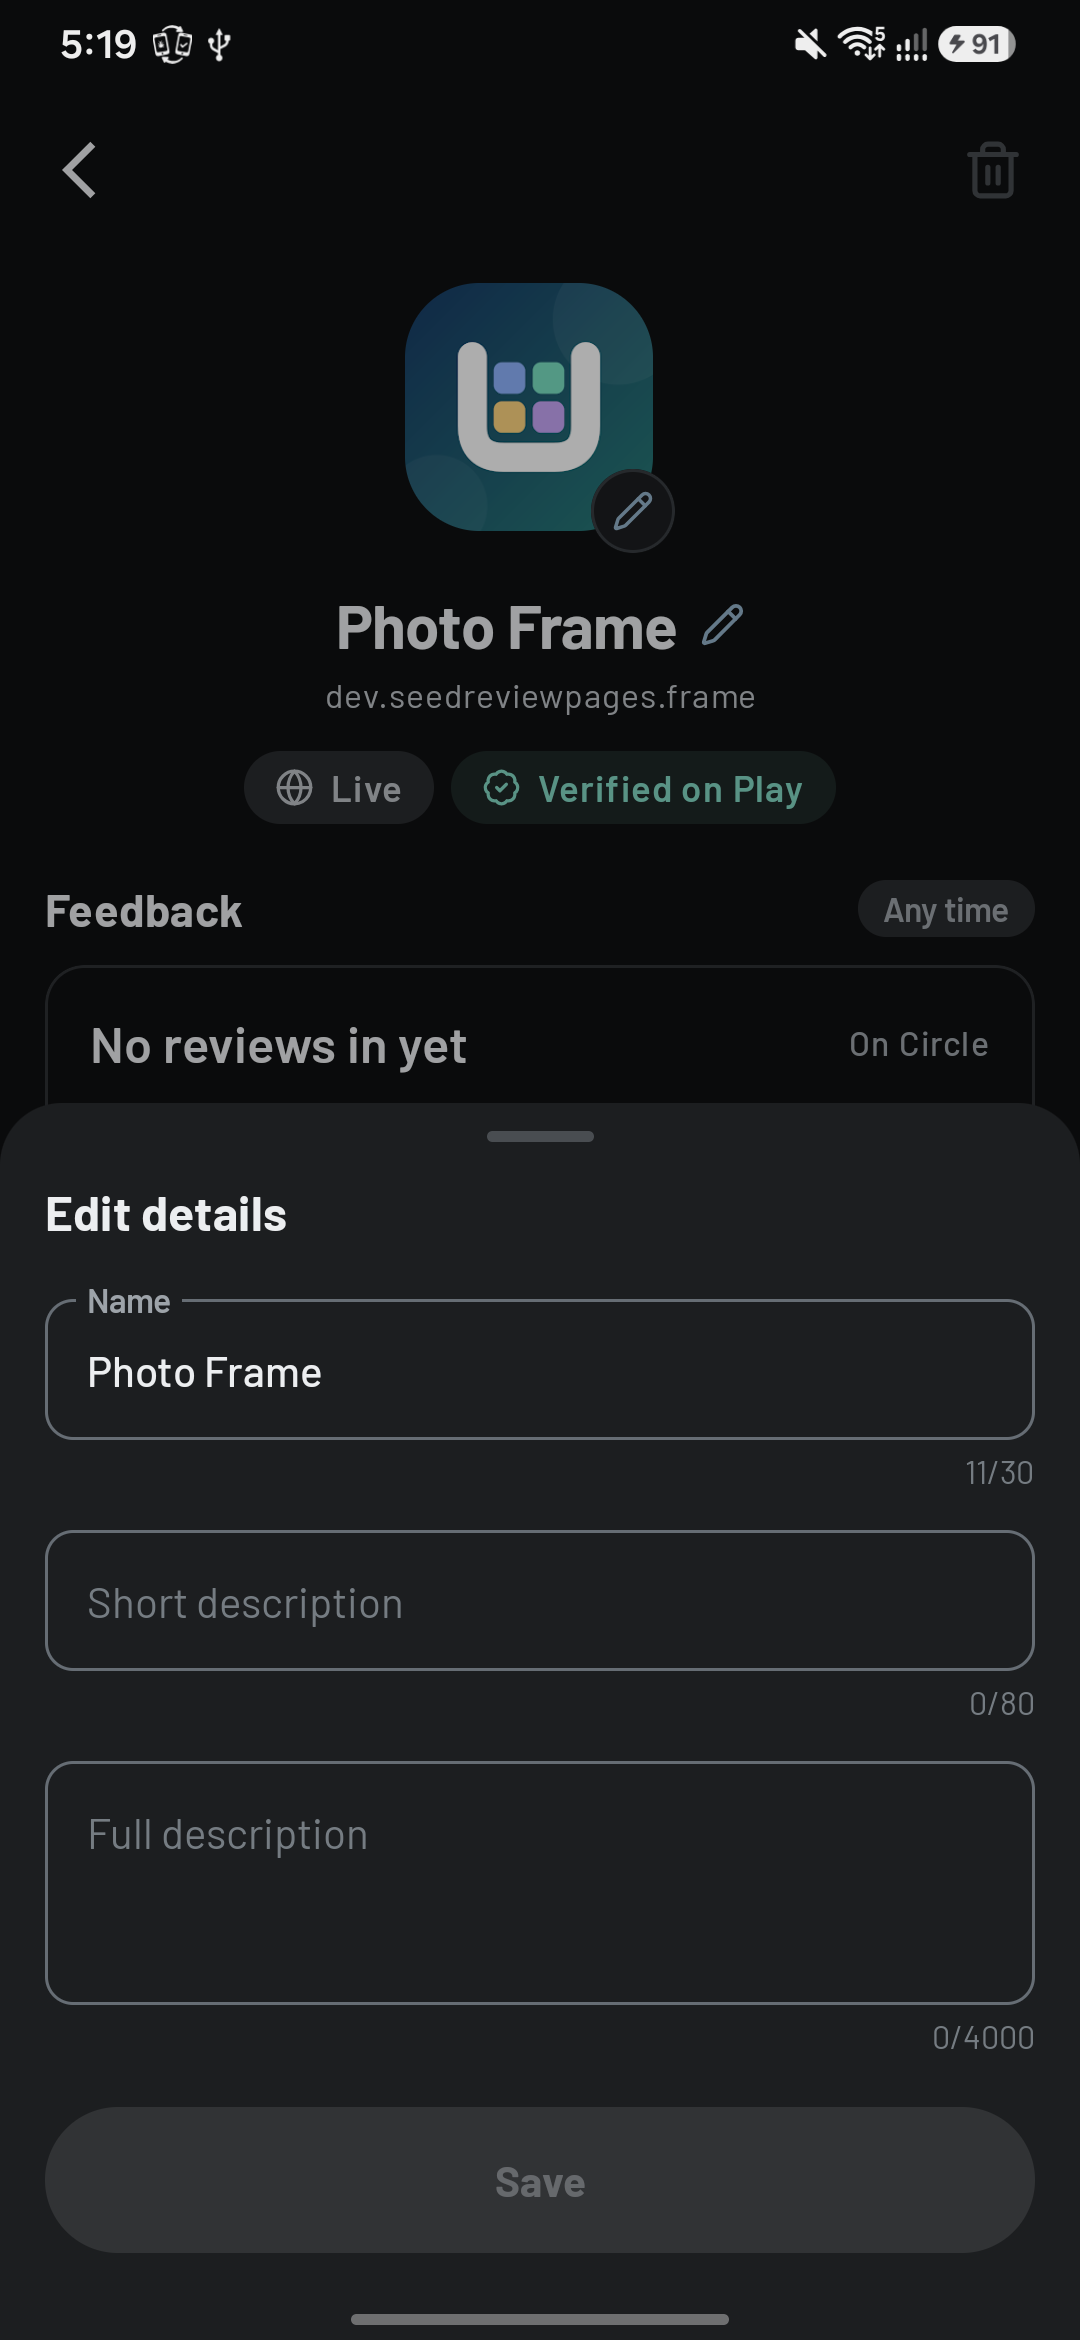 5:19
5
91
Photo Frame
dev.seedreviewpages.frame
Live
Verified on Play
Feedback
Any time
No reviews in yet
On Circle
Edit details
Name
Photo Frame
11/30
Short description
0/80
Full description
0/4000
Save